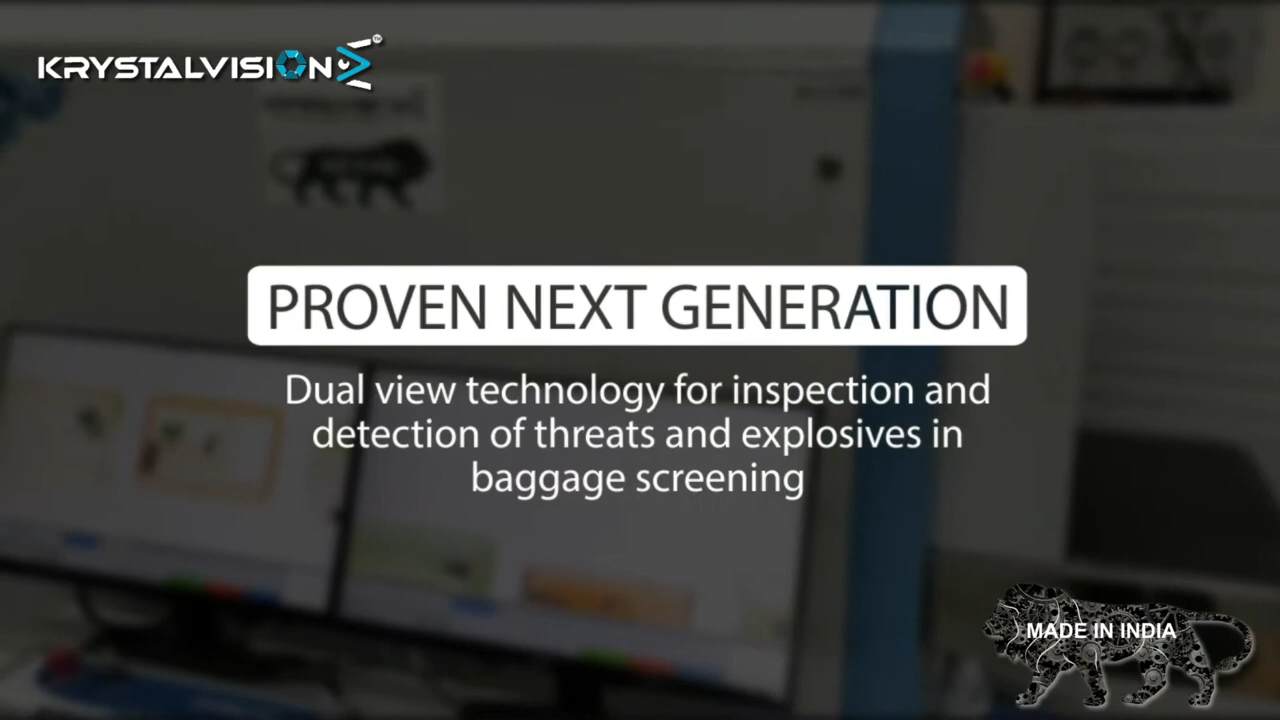 KRYSTALVISION™
PROVEN NEXT GENERATION
Dual view technology for inspection and
detection of threats and explosives in
baggage screening
MADE IN INDIA